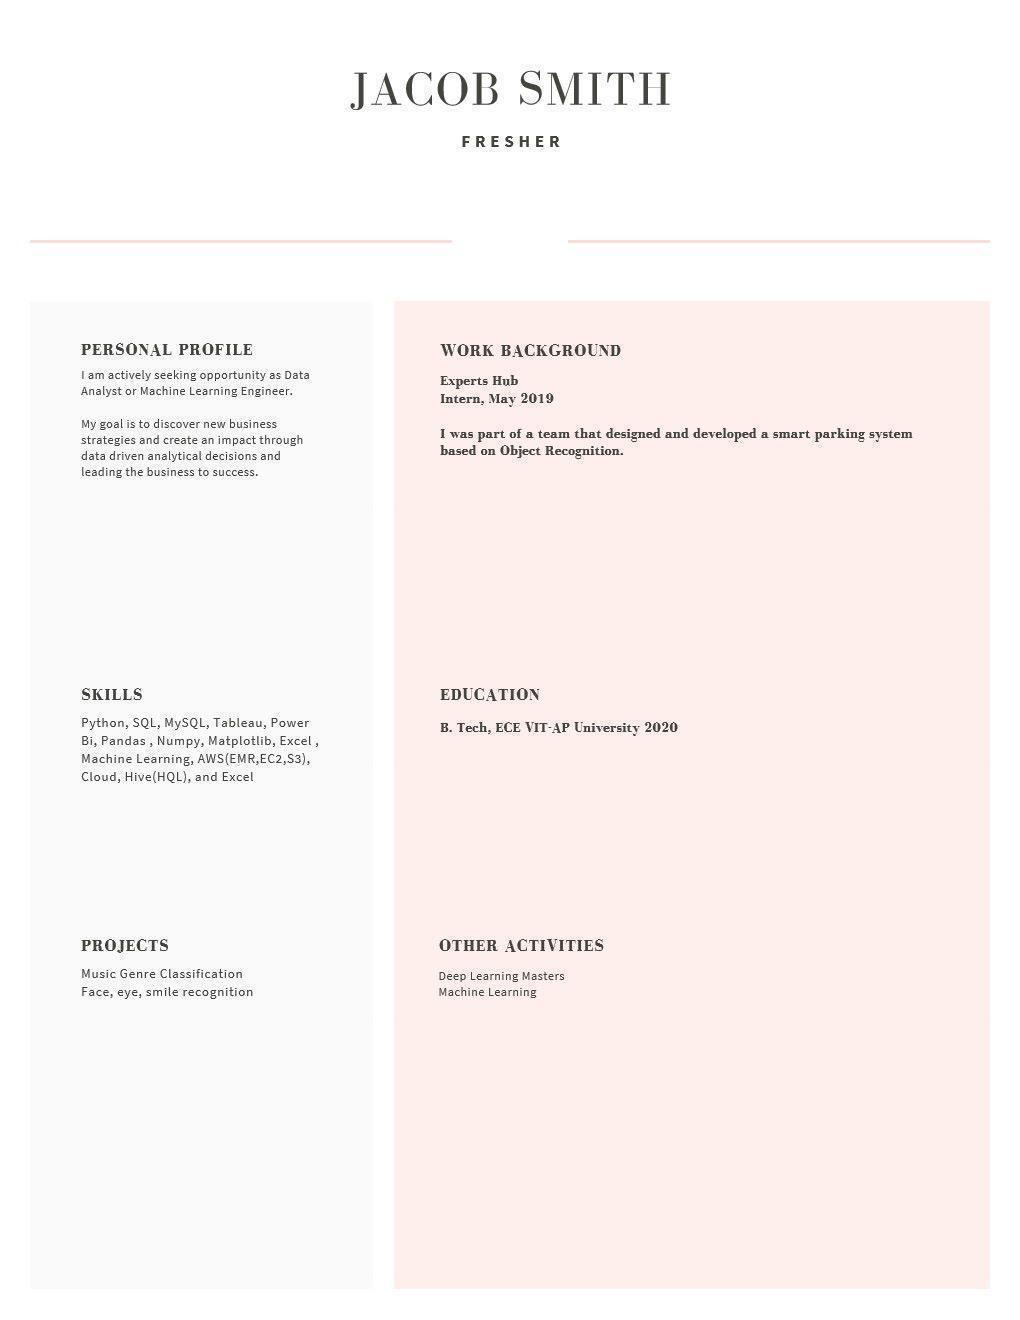 JACOB SMITH
FRESHER
PERSONAL PROFILE
I am actively seeking opportunity as Data
Analyst or Machine Learning Engineer.
My goal is to discover new business
strategies and create an impact through
data driven analytical decisions and
leading the business to success.
SKILLS
Python, SQL, MySQL, Tableau, Power
Bi, Pandas , Numpy, Matplotlib, Excel ,
Machine Learning, AWS(EMR,EC2,S3),
Cloud, Hive(HQL), and Excel
PROJECTS
Music Genre Classification
Face, eye, smile recognition
WORK BACKGROUND
Experts Hub
Intern, May 2019
I was part of a team that designed and developed a smart parking system
based on Object Recognition.
EDUCATION
B. Tech, ECE VIT-AP University 2020
OTHER ACTIVITIES
Deep Learning Masters
Machine Learning